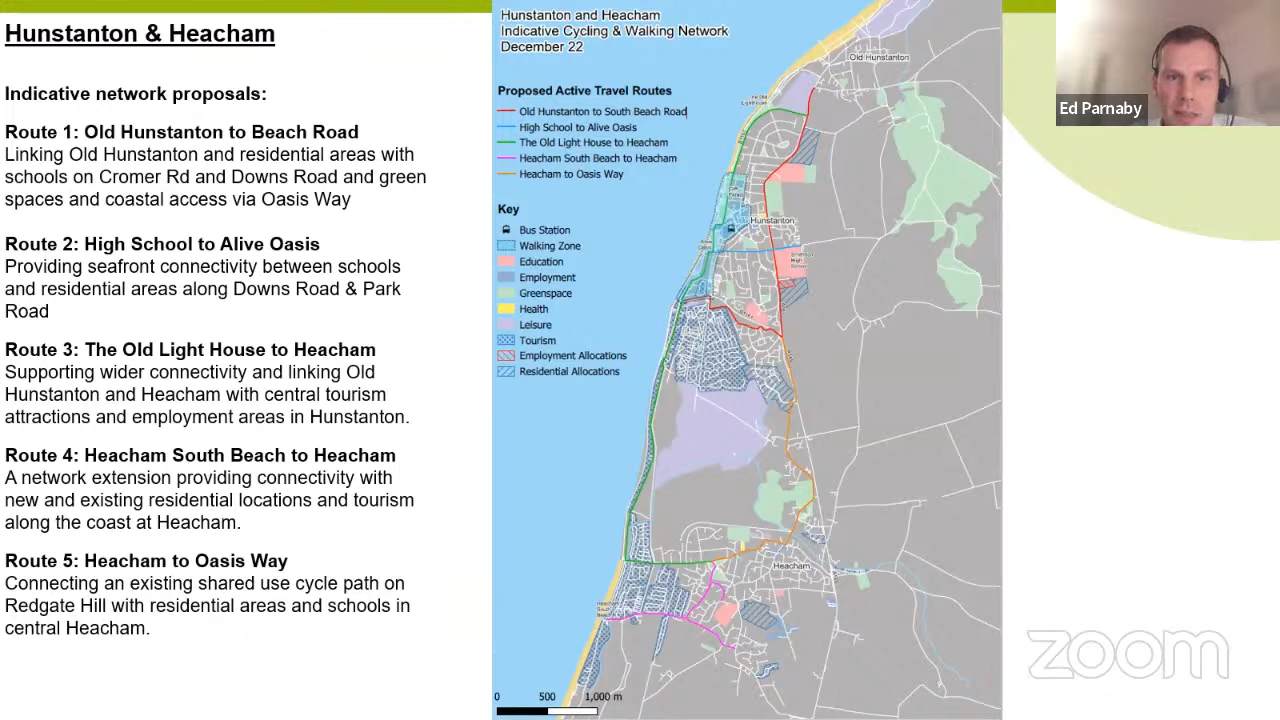 Hunstanton & Heacham
Indicative network proposals:
Route 1: Old Hunstanton to Beach Road
Linking Old Hunstanton and residential areas with
schools on Cromer Rd and Downs Road and green
spaces and coastal access via Oasis Way
Route 2: High School to Alive Oasis
Providing seafront connectivity between schools
and residential areas along Downs Road & Park
Road
Route 3: The Old Light House to Heacham
Supporting wider connectivity and linking Old
Hunstanton and Heacham with central tourism
attractions and employment areas in Hunstanton.
Route 4: Heacham South Beach to Heacham
A network extension providing connectivity with
new and existing residential locations and tourism
along the coast at Heacham.
Route 5: Heacham to Oasis Way
Connecting an existing shared use cycle path on
Redgate Hill with residential areas and schools in
central Heacham.
Hunstanton and Heacham
Indicative Cycling & Walking Network
December 22
Proposed Active Travel Routes
Old Hunstanton to South Beach Road
High School to Alive Oasis
The Old Light House to Heacham
Heacham South Beach to Heacham
Heacham to Oasis Way
Key
Bus Station
Walking Zone
Education
Employment
Greenspace
Health
Leisure
Tourism
Employment Allocations
Residential Allocations
Old Hunstanton
The Old
Lighthouse
Hunstanton
Alive
Oasis
Heacham
Heacham
South
Beach
0 500 1,000 m
Ed Parnaby
zoom